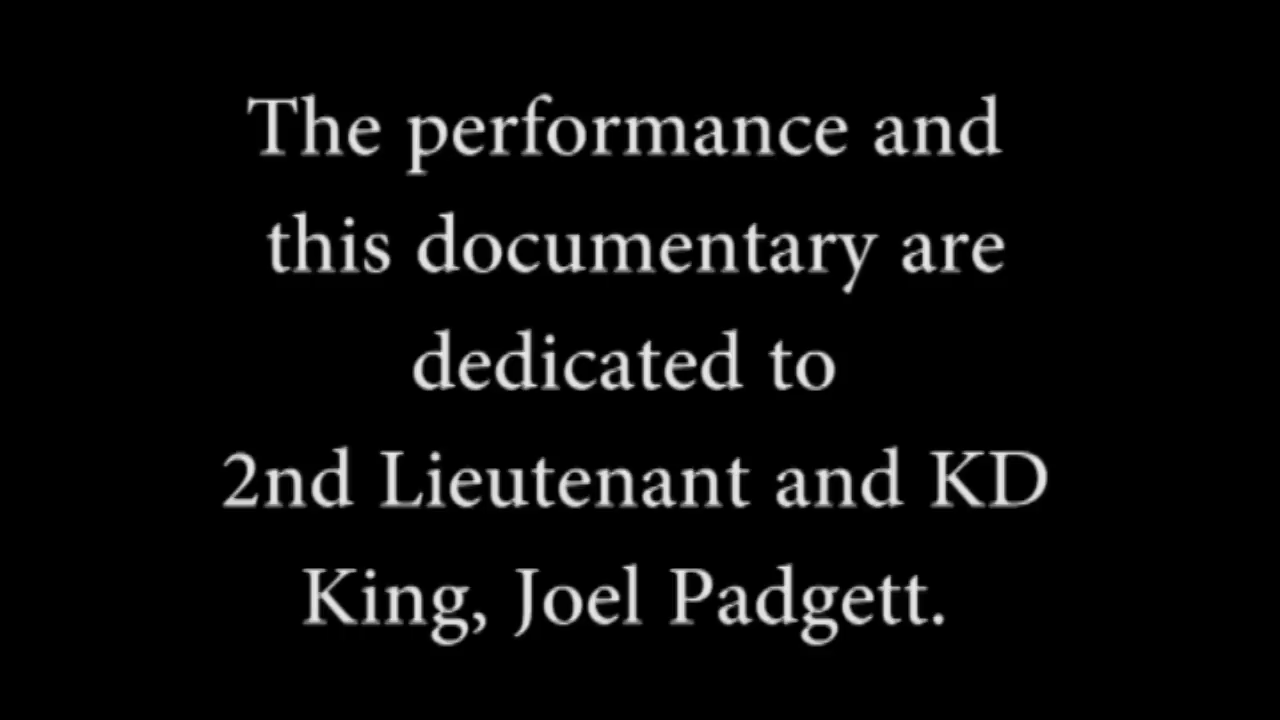 The performance and
this documentary are
dedicated to
2nd Lieutenant and KD
King, Joel Padgett.